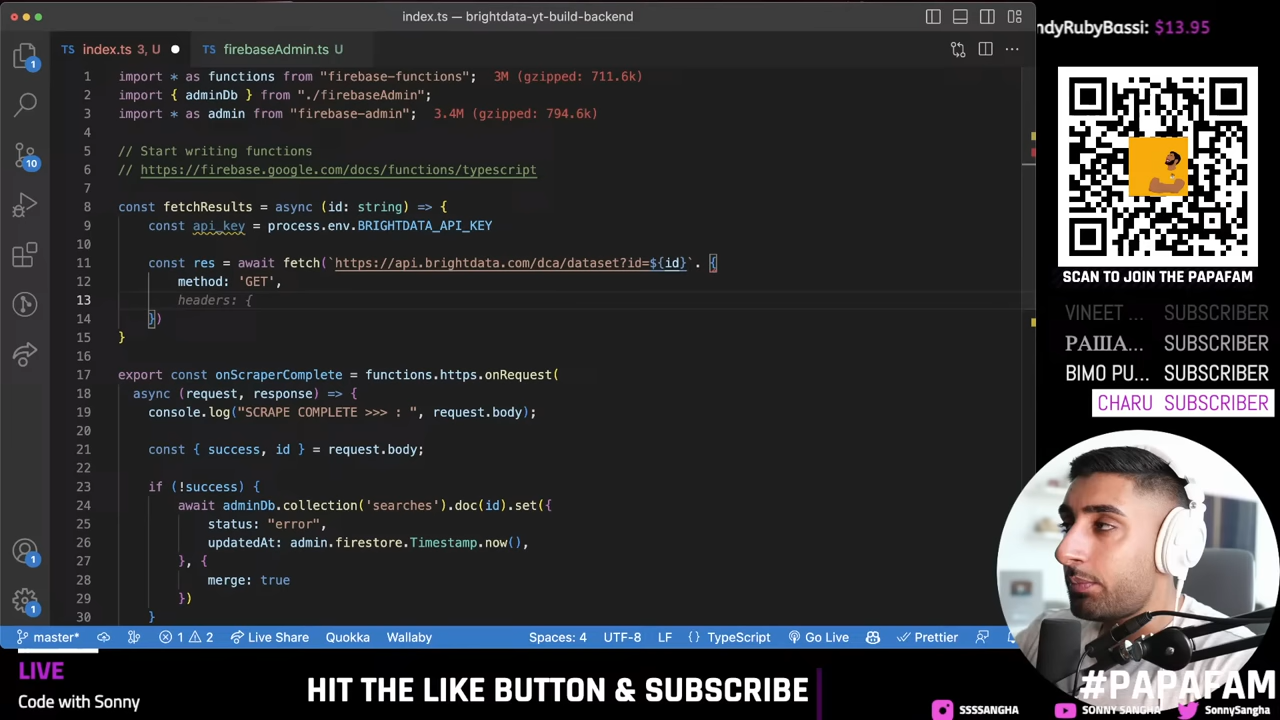 index.ts — brightdata-yt-build-backend
TS index.ts 3, U
TS firebaseAdmin.ts U
1 import * as functions from "firebase-functions"; 3M (gzipped: 711.6k)
2 import { adminDb } from "./firebaseAdmin";
3 import * as admin from "firebase-admin"; 3.4M (gzipped: 794.6k)
4
5 // Start writing functions
6 // https://firebase.google.com/docs/functions/typescript
7
8 const fetchResults = async (id: string) => {
9 const api_key = process.env.BRIGHTDATA_API_KEY
10
11 const res = await fetch(`https://api.brightdata.com/dca/dataset?id=${id}`. {
12 method: 'GET',
13 headers: {
14 })
15 }
16
17 export const onScraperComplete = functions.https.onRequest(
18 async (request, response) => {
19 console.log("SCRAPE COMPLETE >>> : ", request.body);
20
21 const { success, id } = request.body;
22
23 if (!success) {
24 await adminDb.collection('searches').doc(id).set({
25 status: "error",
26 updatedAt: admin.firestore.Timestamp.now(),
27 }, {
28 merge: true
29 })
30 }
1
10
1
1
master* 1 2 Live Share Quokka Wallaby Spaces: 4 UTF-8 LF {} TypeScript Go Live Prettier
ndyRubyBassi: $13.95
SCAN TO JOIN THE PAPAFAM
VINEET ... SUBSCRIBER
РАША... SUBSCRIBER
BIMO PU... SUBSCRIBER
CHARU SUBSCRIBER
LIVE
Code with Sonny
HIT THE LIKE BUTTON & SUBSCRIBE
#PAPAFAM
SSSSANGHA SONNY SANGHA SonnySangha